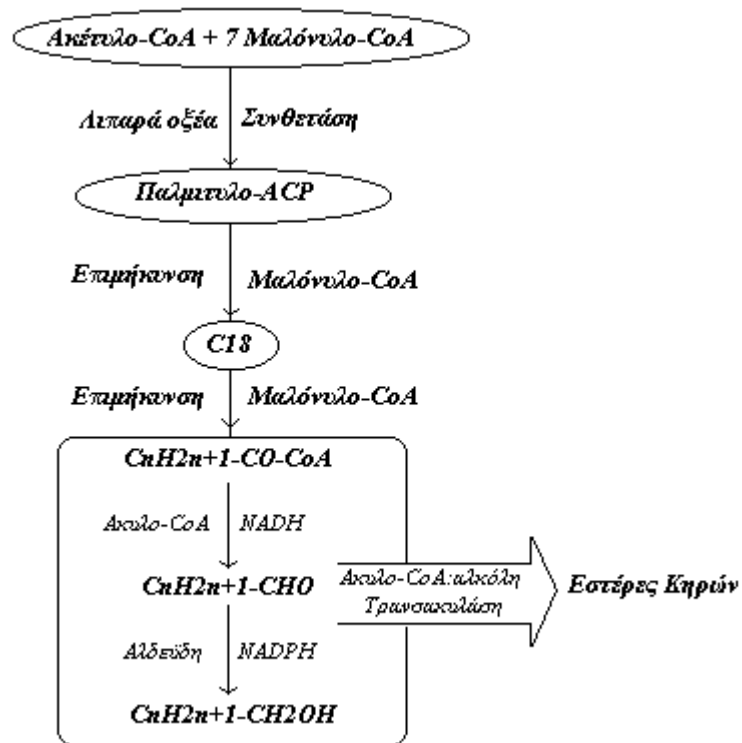 Ακέτυλο-CoA + 7 Μαλόνυλο-CoA
Λιπαρά οξέα Συνθετάση
Παλμιτυλο-ACP
Επιμήκυνση Μαλόνυλο-CoA
C18
Επιμήκυνση Μαλόνυλο-CoA
CnH2n+1-CO-CoA
Ακυλο-CoA NADH
CnH2n+1-CHO
Ακυλο-CoA:αλκόλη
Τρανσακυλάση
Εστέρες Κηρών
Αλδεϋδη NADPH
CnH2n+1-CH2OH